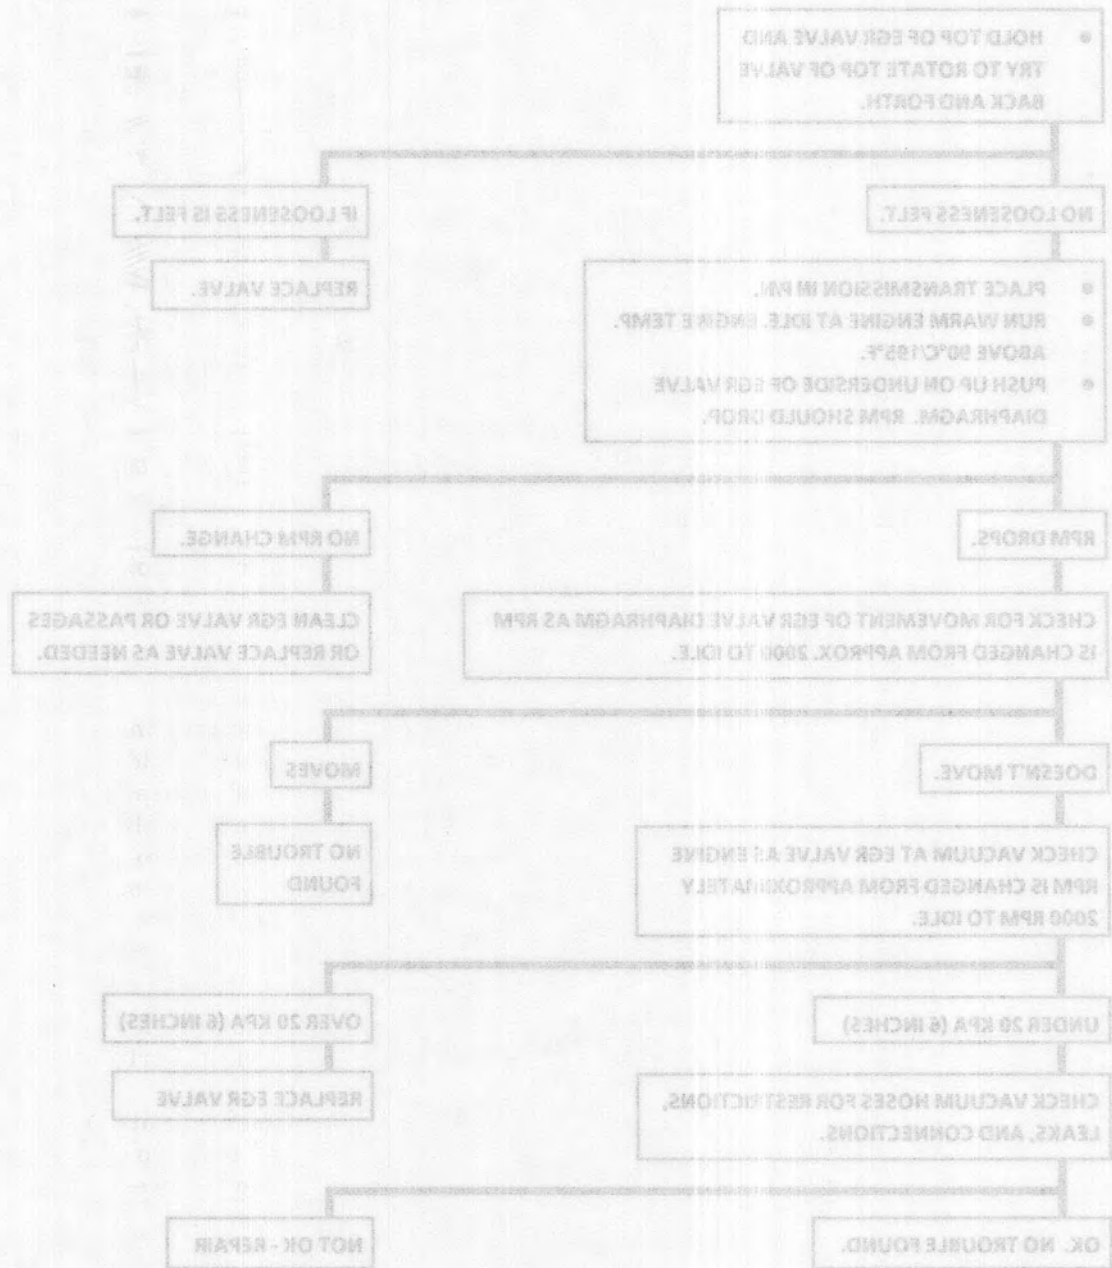 ● HOLD TOP OF EGR VALVE AND
TRY TO ROTATE TOP OF VALVE
BACK AND FORTH.
NO LOOSENESS FELT.
IF LOOSENESS IS FELT.
● PLACE TRANSMISSION IN P/N.
● RUN WARM ENGINE AT IDLE. ENGINE TEMP.
ABOVE 90°C/195°F.
● PUSH UP ON UNDERSIDE OF EGR VALVE
DIAPHRAGM. RPM SHOULD DROP.
REPLACE VALVE.
RPM DROPS.
NO RPM CHANGE.
CHECK FOR MOVEMENT OF EGR VALVE DIAPHRAGM AS RPM
IS CHANGED FROM APPROX. 2000 TO IDLE.
CLEAN EGR VALVE OR PASSAGES
OR REPLACE VALVE AS NEEDED.
DOESN'T MOVE.
MOVES
CHECK VACUUM AT EGR VALVE AS ENGINE
RPM IS CHANGED FROM APPROXIMATELY
2000 RPM TO IDLE.
NO TROUBLE
FOUND
UNDER 20 KPA (6 INCHES)
OVER 20 KPA (6 INCHES)
CHECK VACUUM HOSES FOR RESTRICTIONS,
LEAKS, AND CONNECTIONS.
REPLACE EGR VALVE
OK. NO TROUBLE FOUND.
NOT OK - REPAIR